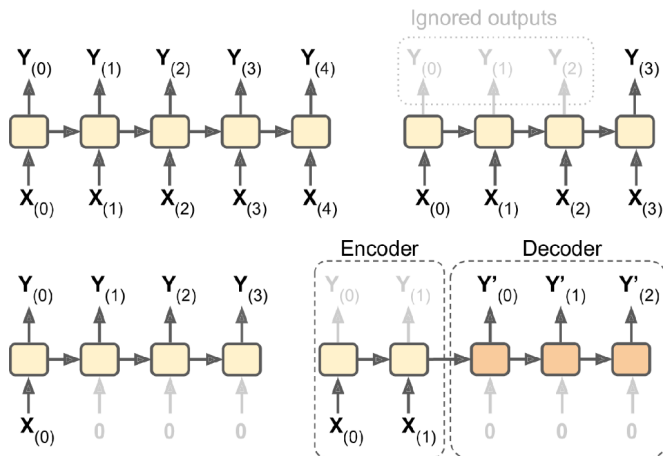 Ignored outputs
Y(0) Y(1) Y(2) Y(3) Y(4) Y(0) Y(1) Y(2) Y(3)
X(0) X(1) X(2) X(3) X(4) X(0) X(1) X(2) X(3)
Encoder Decoder
Y(0) Y(1) Y(2) Y(3) Y(0) Y(1) Y'(0) Y'(1) Y'(2)
X(0) 0 0 0 X(0) X(1) 0 0 0